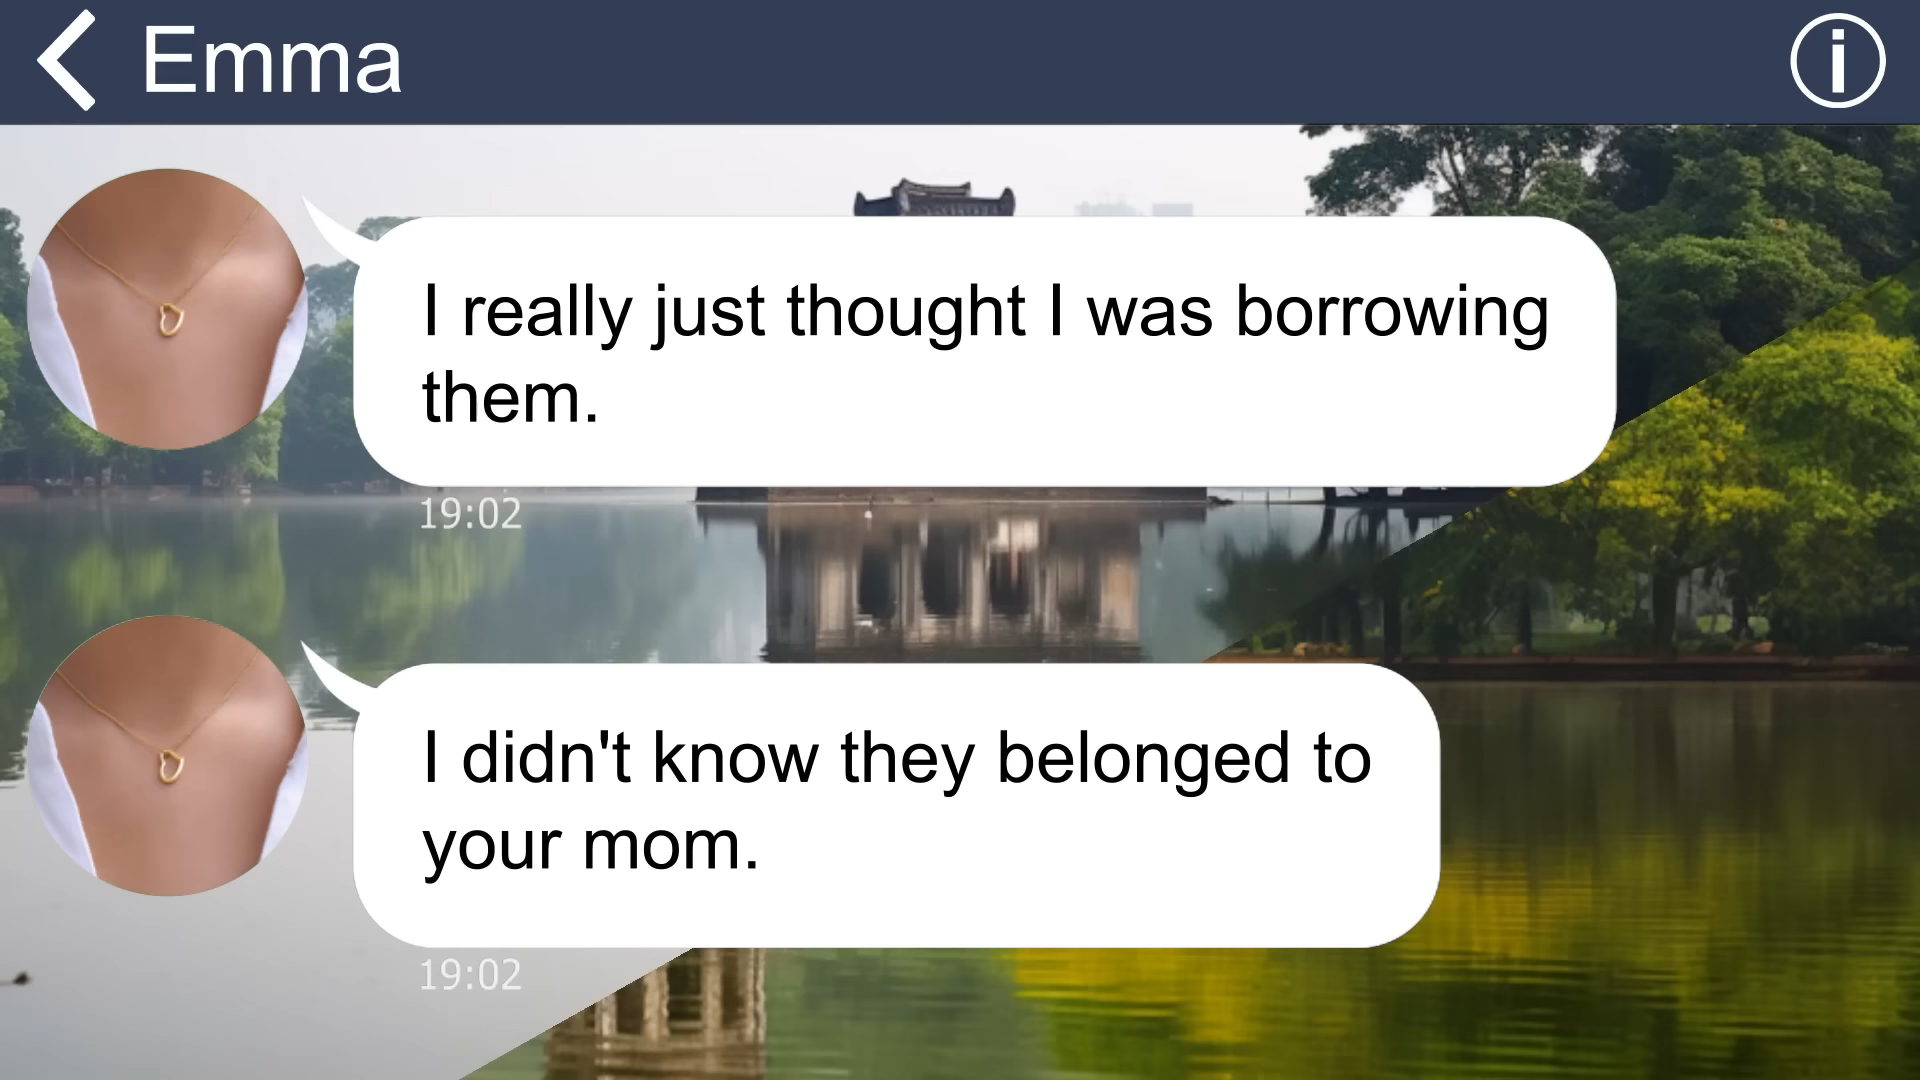 Emma
I really just thought I was borrowing
them.
19:02
I didn't know they belonged to
your mom.
19:02